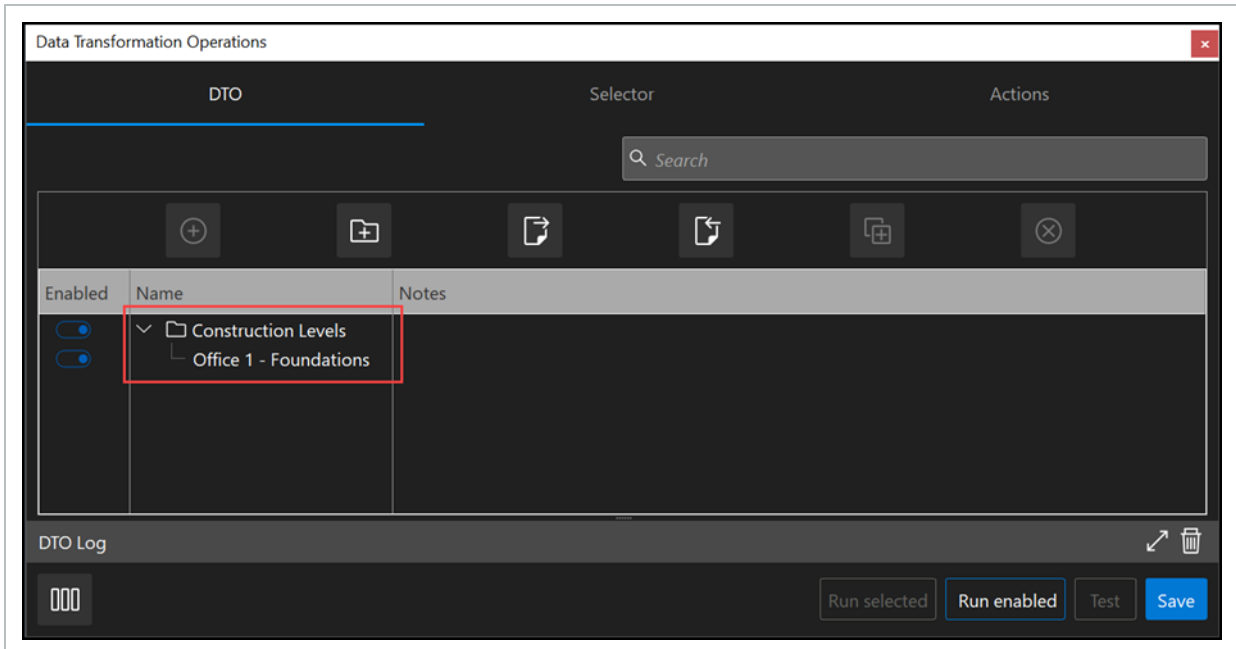 Data Transformation Operations
DTO Selector Actions
Search
Enabled Name Notes
Construction Levels
Office 1 - Foundations
DTO Log
Run selected Run enabled Test Save